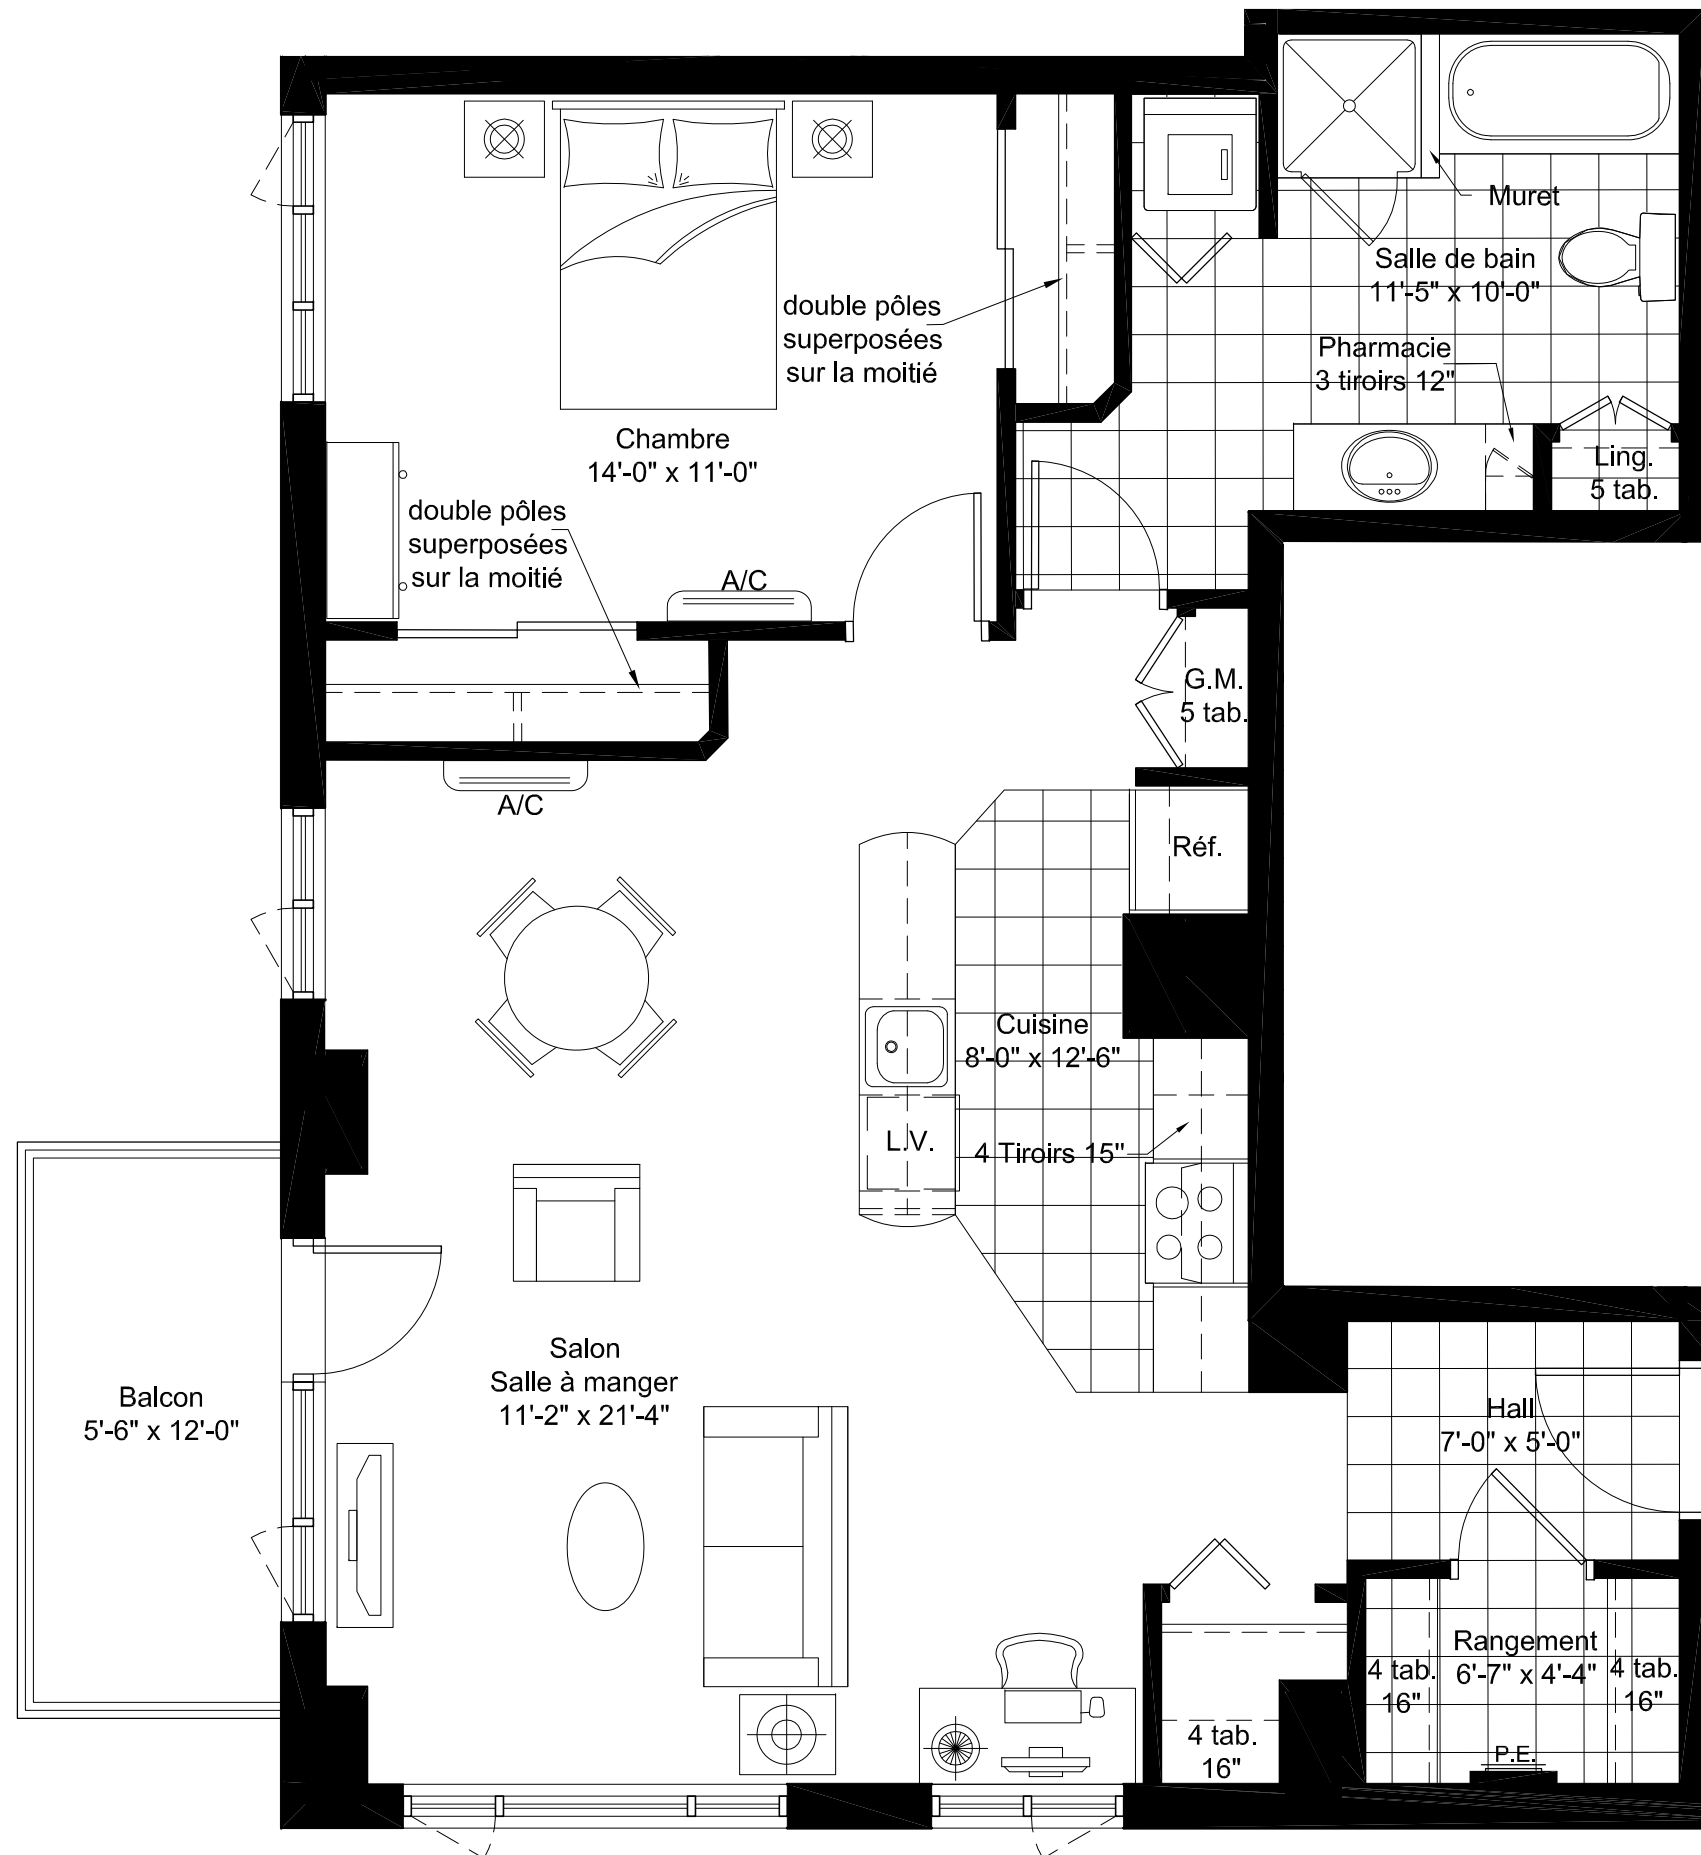 Muret
Salle de bain
11'-5" x 10'-0"
double pôles
superposées
sur la moitié
Pharmacie
3 tiroirs 12"
Chambre
14'-0" x 11'-0"
Ling.
5 tab.
double pôles
superposées
sur la moitié
A/C
G.M.
5 tab.
A/C
Réf.
Cuisine
8'-0" x 12'-6"
L.V.
4 Tiroirs 15"
Salon
Salle à manger
11'-2" x 21'-4"
Balcon
5'-6" x 12'-0"
Hall
7'-0" x 5'-0"
Rangement
6'-7" x 4'-4"
4 tab.
16"
4 tab.
16"
4 tab.
16"
P.E.